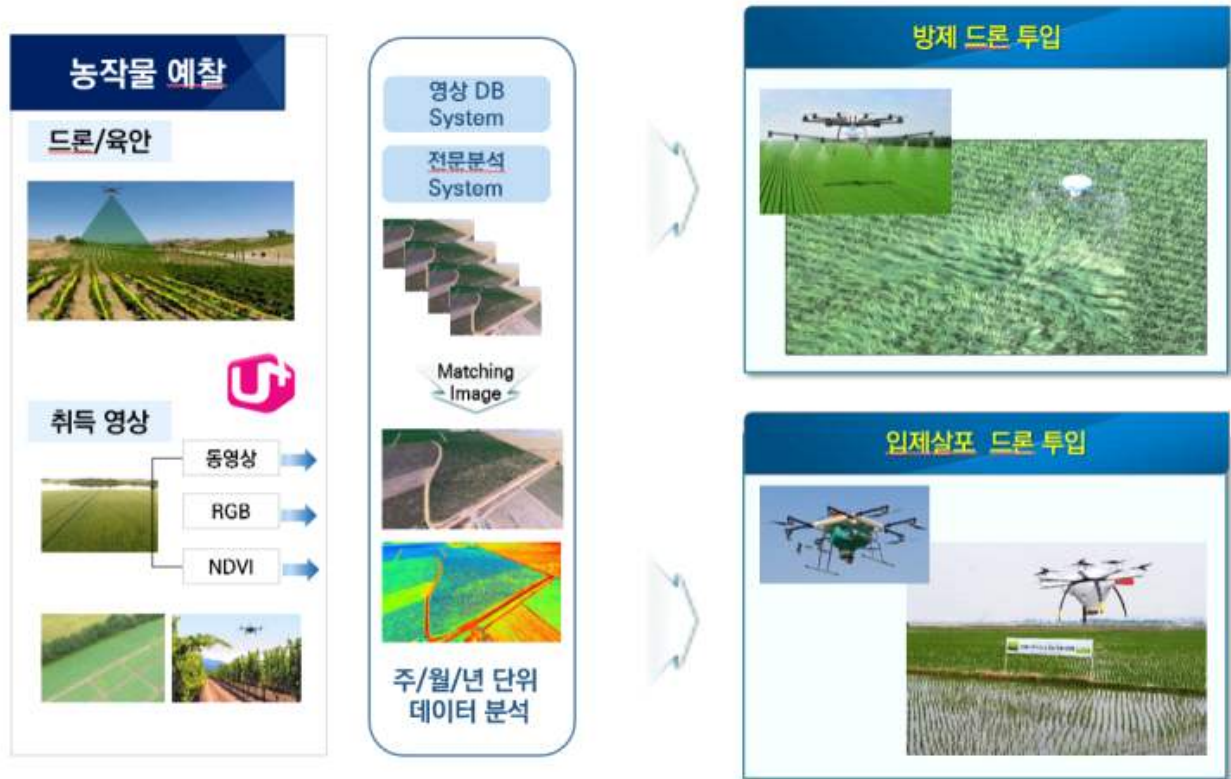 농작물 예찰
드론/육안
취득 영상
동영상
RGB
NDVI
영상 DB
System
전문분석
System
Matching
Image
주/월/년 단위
데이터 분석
방제 드론 투입
입제살포 드론 투입
U+